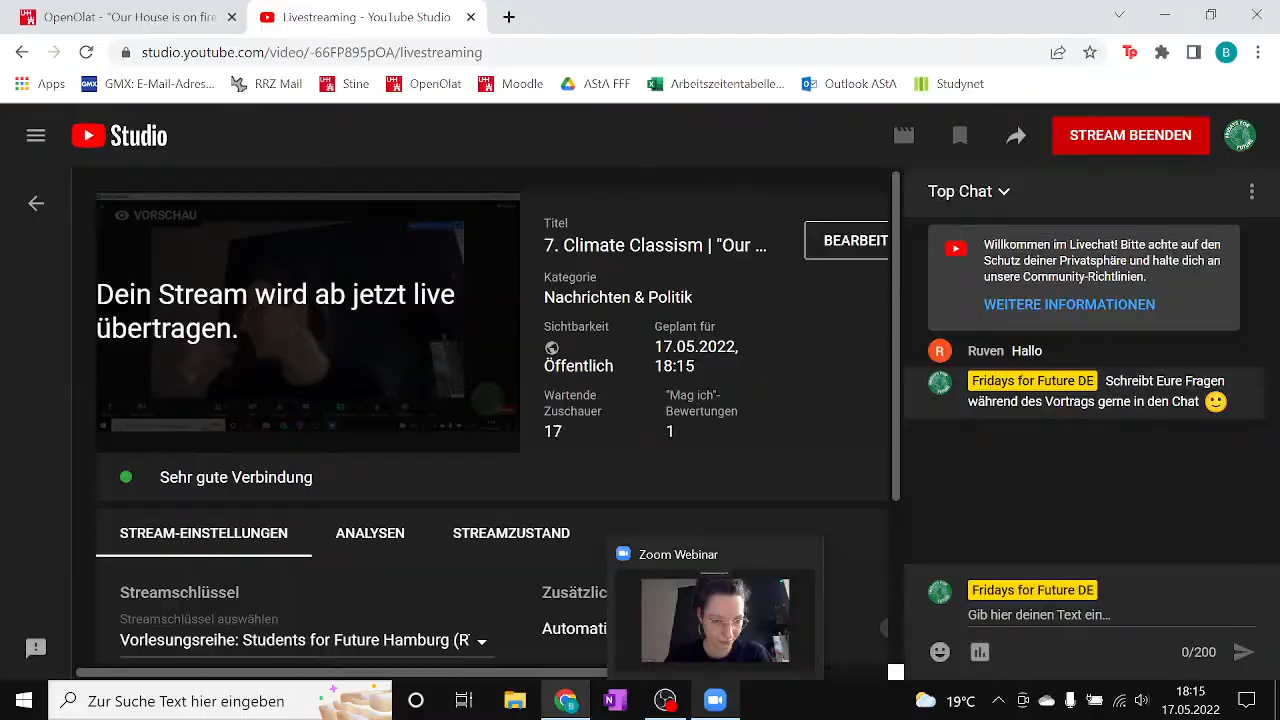 OpenOlat - "Our House is on fire
Livestreaming - YouTube Studio
studio.youtube.com/video/-66FP895pOA/livestreaming
Tp
B
Apps
GMX: E-Mail-Adres...
RRZ Mail
Stine
OpenOlat
Moodle
AStA FFF
Arbeitszeitentabelle...
Outlook AStA
Studynet
Studio
STREAM BEENDEN
VORSCHAU
Dein Stream wird ab jetzt live
übertragen.
Titel
7. Climate Classism | "Our ...
BEARBEIT
Kategorie
Nachrichten & Politik
Sichtbarkeit
Öffentlich
Geplant für
17.05.2022,
18:15
Wartende
Zuschauer
17
"Mag ich"-
Bewertungen
1
Sehr gute Verbindung
STREAM-EINSTELLUNGEN
ANALYSEN
STREAMZUSTAND
Streamschlüssel
Streamschlüssel auswählen
Vorlesungsreihe: Students for Future Hamburg (R
Zusätzlic
Automati
Zoom Webinar
Top Chat
Willkommen im Livechat! Bitte achte auf den
Schutz deiner Privatsphäre und halte dich an
unsere Community-Richtlinien.
WEITERE INFORMATIONEN
R Ruven Hallo
Fridays for Future DE Schreibt Eure Fragen
während des Vortrags gerne in den Chat
Fridays for Future DE
Gib hier deinen Text ein...
0/200
Zur Suche Text hier eingeben
19°C
18:15
17.05.2022